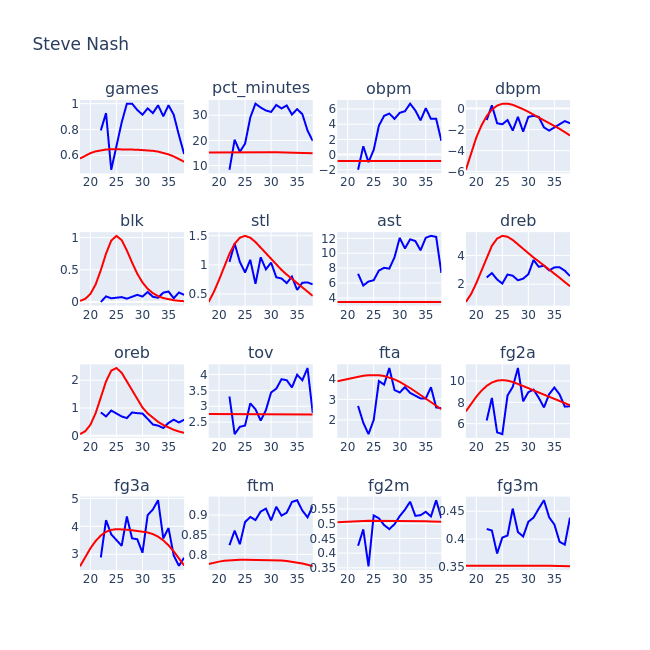 Steve Nash
games pct_minutes obpm dbpm
1 0.8 0.6 20 25 30 35
30 20 10 20 25 30 35
6 4 2 0 −2 20 25 30 35
0 −2 −4 −6 20 25 30 35
blk stl ast dreb
1 0.5 0 20 25 30 35
1.5 1 0.5 20 25 30 35
12 10 8 6 4 20 25 30 35
4 2 20 25 30 35
oreb tov fta fg2a
2 1 0 20 25 30 35
4 3.5 3 2.5 20 25 30 35
4 3 2 20 25 30 35
10 8 6 20 25 30 35
fg3a ftm fg2m fg3m
5 4 3 20 25 30 35
0.9 0.85 0.8 20 25 30 35
0.55 0.5 0.45 0.4 0.35 20 25 30 35
0.45 0.4 0.35 20 25 30 35